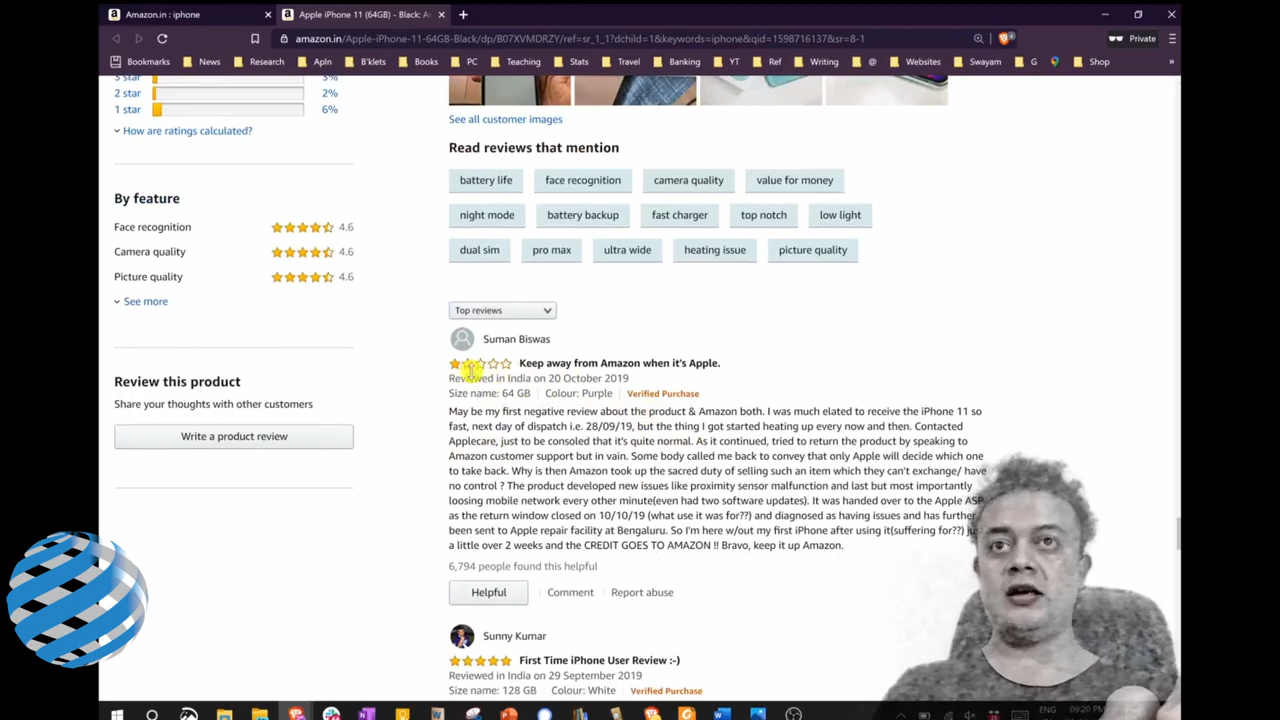 Amazon.in : iphone
Apple iPhone 11 (64GB) - Black: A
amazon.in/Apple-iPhone-11-64GB-Black/dp/B07XVMDRZY/ref=sr_1_1?dchild=1&keywords=iphone&qid=1598716137&sr=8-1
Private
Bookmarks News Research Apln B'klets Books PC Teaching Stats Travel Banking YT Ref Writing @ Websites Swayam G Shop »
3 star 5%
2 star 2%
1 star 6%
How are ratings calculated?
By feature
Face recognition 4.6
Camera quality 4.6
Picture quality 4.6
See more
Review this product
Share your thoughts with other customers
Write a product review
See all customer images
Read reviews that mention
battery life face recognition camera quality value for money
night mode battery backup fast charger top notch low light
dual sim pro max ultra wide heating issue picture quality
Top reviews
Suman Biswas
Keep away from Amazon when it's Apple.
Reviewed in India on 20 October 2019
Size name: 64 GB Colour: Purple Verified Purchase
May be my first negative review about the product & Amazon both. I was much elated to receive the iPhone 11 so
fast, next day of dispatch i.e. 28/09/19, but the thing I got started heating up every now and then. Contacted
Applecare, just to be consoled that it's quite normal. As it continued, tried to return the product by speaking to
Amazon customer support but in vain. Some body called me back to convey that only Apple will decide which one
to take back. Why is then Amazon took up the sacred duty of selling such an item which they can't exchange/ have
no control ? The product developed new issues like proximity sensor malfunction and last but most importantly
loosing mobile network every other minute(even had two software updates). It was handed over to the Apple ASP
as the return window closed on 10/10/19 (what use it was for??) and diagnosed as having issues and has further
been sent to Apple repair facility at Bengaluru. So I'm here w/out my first iPhone after using it(suffering for??) just
a little over 2 weeks and the CREDIT GOES TO AMAZON !! Bravo, keep it up Amazon.
6,794 people found this helpful
Helpful Comment Report abuse
Sunny Kumar
First Time iPhone User Review :-)
Reviewed in India on 29 September 2019
Size name: 128 GB Colour: White Verified Purchase
ENG 09:20 PM